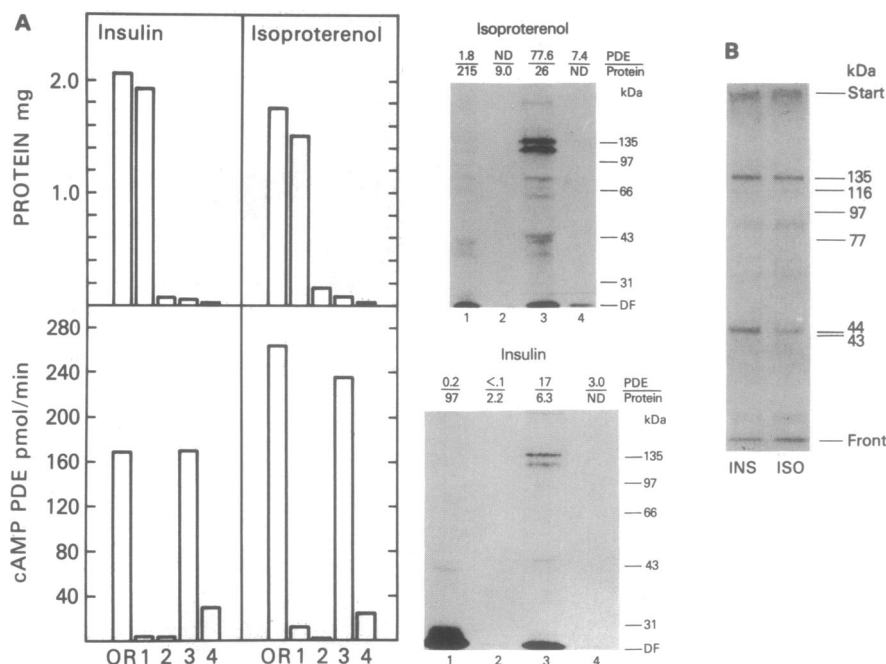 A
Insulin
Isoproterenol
PROTEIN mg
2.0
1.0
cAMP PDE pmol/min
280
240
200
160
120
80
40
OR 1 2 3 4
OR 1 2 3 4
Isoproterenol
1.8 ND 77.6 7.4 PDE
215 9.0 26 ND Protein
kDa
135
97
66
43
31
DF
1 2 3 4
Insulin
0.2 <.1 17 3.0 PDE
97 2.2 6.3 ND Protein
kDa
135
97
66
43
31
DF
1 2 3 4
B
kDa
Start
135
116
97
77
44
43
Front
INS ISO